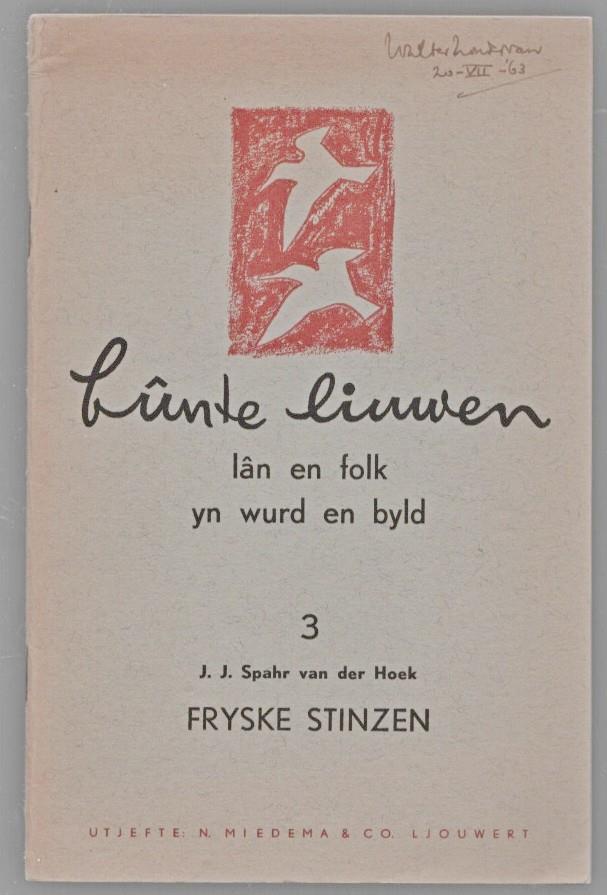 20-VII-'63
bûnte liuwen
lân en folk
yn wurd en byld
3
J. J. Spahr van der Hoek
FRYSKE STINZEN
UTJEFTE: N. MIEDEMA & CO. LJOUWERT